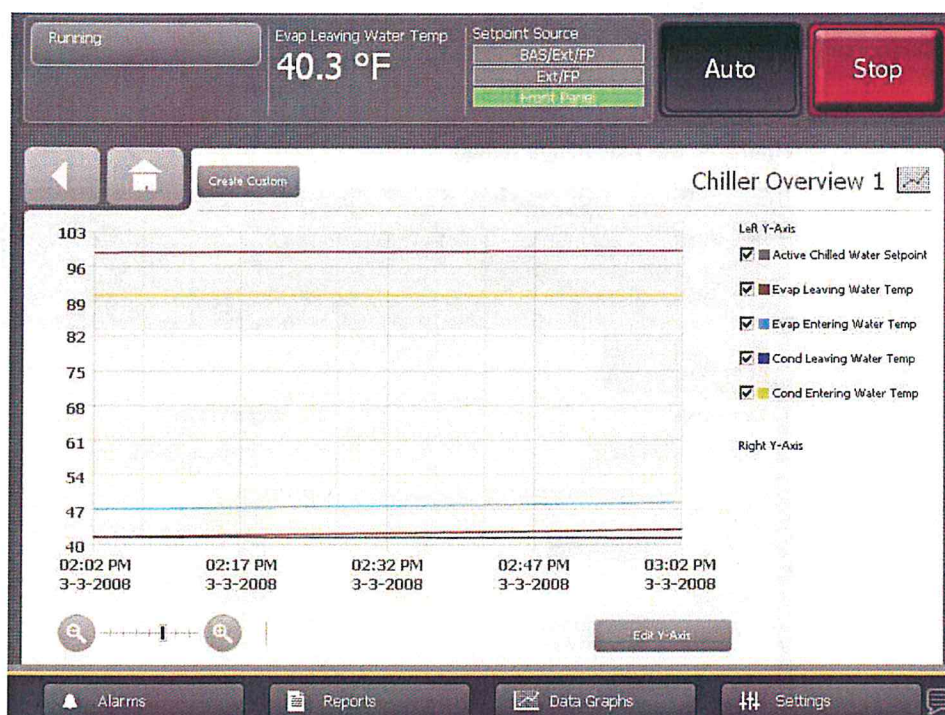 Running
Evap Leaving Water Temp
40.3 °F
Setpoint Source
BAS/Ext/FP
Ext/FP
Front Panel
Auto
Stop
Create Custom
Chiller Overview 1
103
96
89
82
75
68
61
54
47
40
02:02 PM
3-3-2008
02:17 PM
3-3-2008
02:32 PM
3-3-2008
02:47 PM
3-3-2008
03:02 PM
3-3-2008
Left Y-Axis
Active Chilled Water Setpoint
Evap Leaving Water Temp
Evap Entering Water Temp
Cond Leaving Water Temp
Cond Entering Water Temp
Right Y-Axis
Edit Y-Axis
Alarms
Reports
Data Graphs
Settings